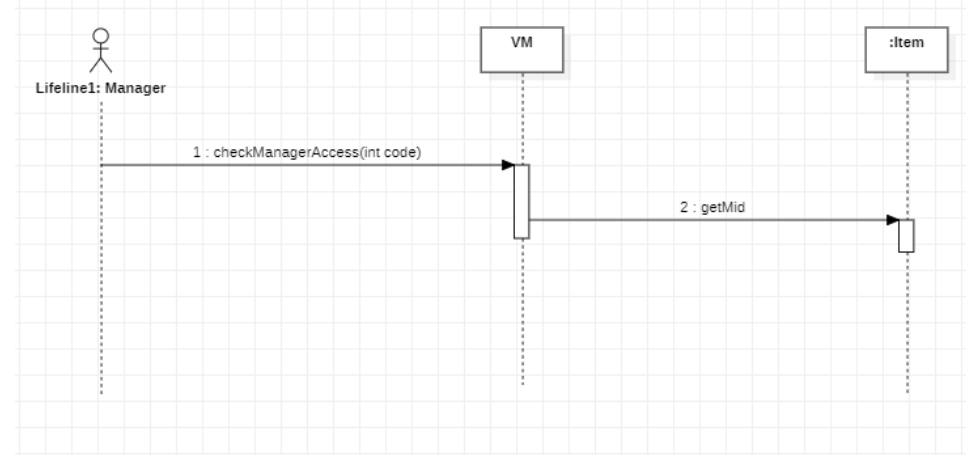 VM
:Item
Lifeline1: Manager
1 : checkManagerAccess(int code)
2 : getMid